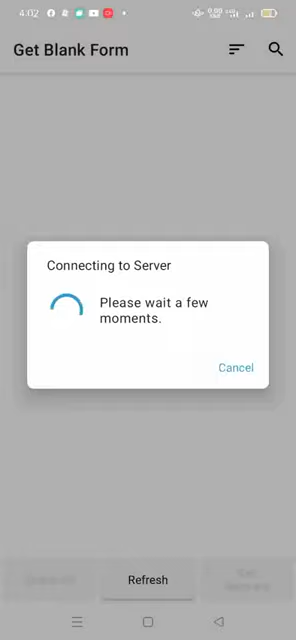 4:02
Get Blank Form
Connecting to Server
Please wait a few
moments.
Cancel
Refresh